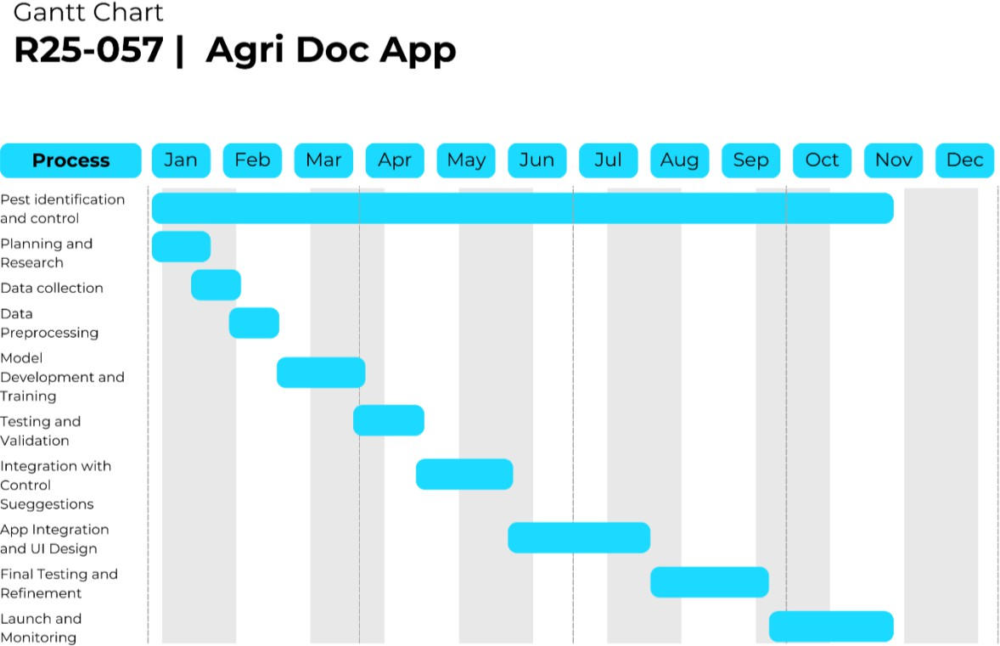 Gantt Chart
R25-057 | Agri Doc App
Process Jan Feb Mar Apr May Jun Jul Aug Sep Oct Nov Dec
Pest identification
and control
Planning and
Research
Data collection
Data
Preprocessing
Model
Development and
Training
Testing and
Validation
Integration with
Control
Sueggestions
App Integration
and UI Design
Final Testing and
Refinement
Launch and
Monitoring